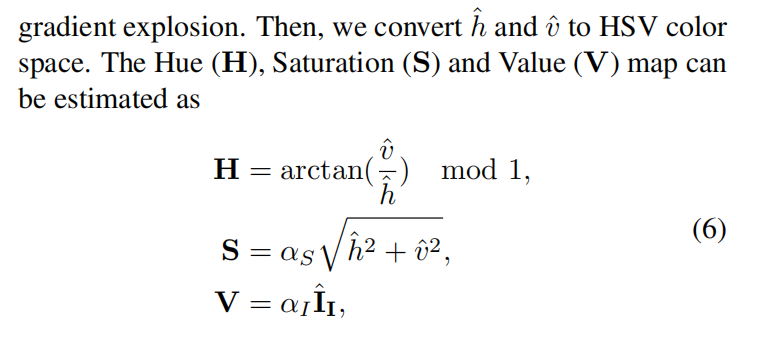 gradient explosion. Then, we convert ĥ and v̂ to HSV color
space. The Hue (H), Saturation (S) and Value (V) map can
be estimated as
H = arctan(v̂/ĥ) mod 1,
S = α_S√(ĥ² + v̂²),
(6)
V = α_I Î_I,